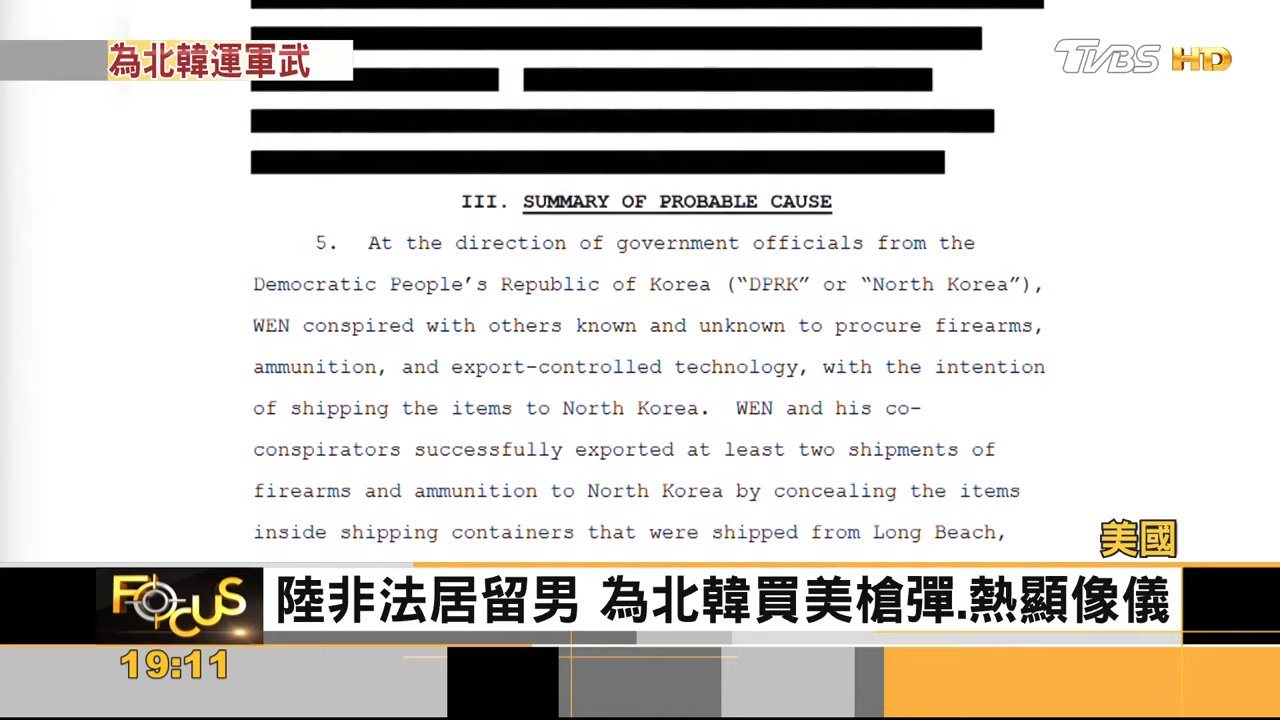 為北韓運軍武
TVBS HD
III. SUMMARY OF PROBABLE CAUSE
5. At the direction of government officials from the
Democratic People's Republic of Korea (“DPRK” or “North Korea”),
WEN conspired with others known and unknown to procure firearms,
ammunition, and export-controlled technology, with the intention
of shipping the items to North Korea. WEN and his co-
conspirators successfully exported at least two shipments of
firearms and ammunition to North Korea by concealing the items
inside shipping containers that were shipped from Long Beach,
美國
FOCUS
陸非法居留男 為北韓買美槍彈.熱顯像儀
19:11